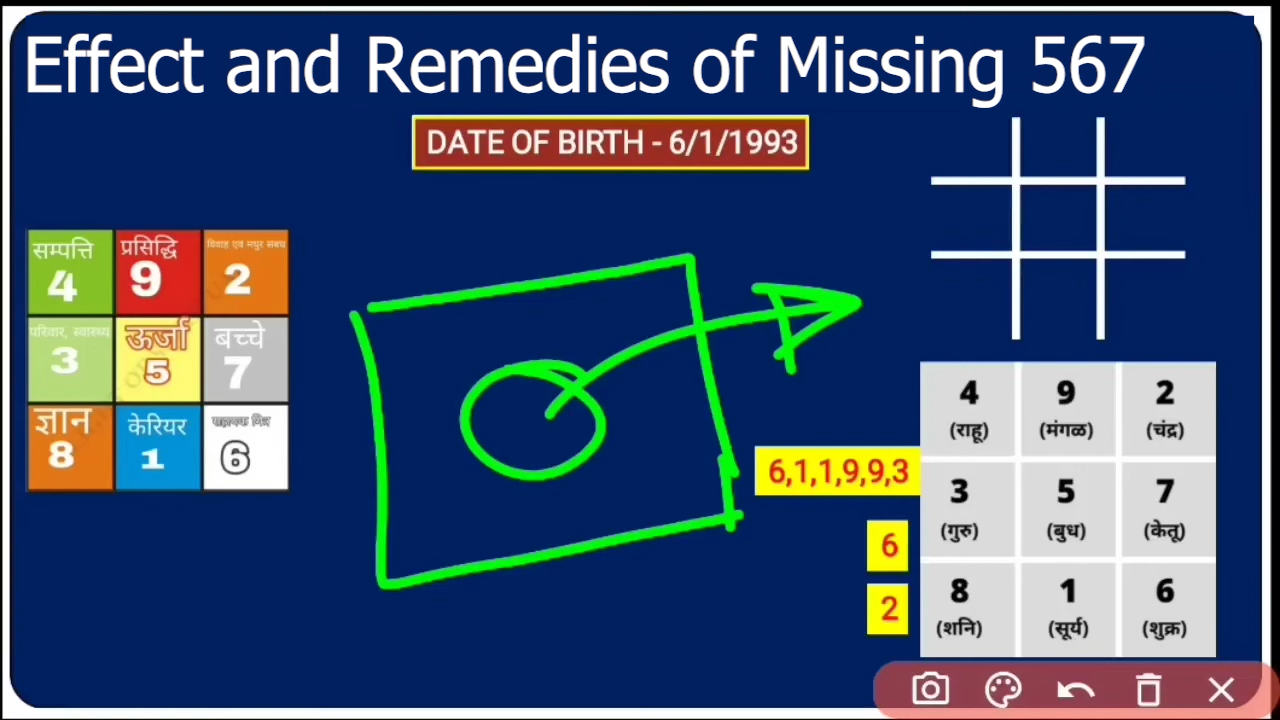 Effect and Remedies of Missing 567
DATE OF BIRTH - 6/1/1993
सम्पत्ति
4
प्रसिद्धि
9
विवाह एवं मधुर संबंध
2
परिवार, स्वास्थ्य
3
ऊर्जा
5
बच्चे
7
ज्ञान
8
केरियर
1
6
6,1,1,9,9,3
6
2
4
(राहू)
9
(मंगळ)
2
(चंद्र)
3
(गुरु)
5
(बुध)
7
(केतू)
8
(शनि)
1
(सूर्य)
6
(शुक्र)